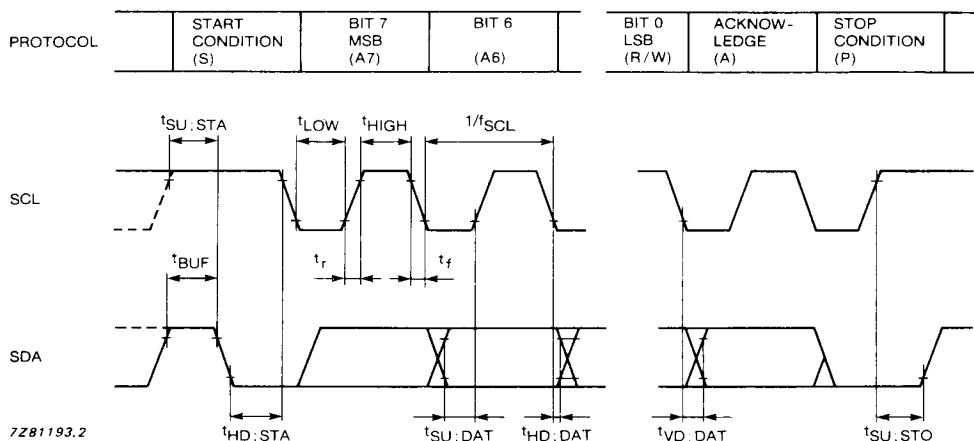 PROTOCOL
START CONDITION (S)
BIT 7 MSB (A7)
BIT 6 (A6)
BIT 0 LSB (R/W)
ACKNOW-LEDGE (A)
STOP CONDITION (P)
tSU;STA
tLOW
tHIGH
1/fSCL
SCL
tBUF
tr
tf
SDA
tHD;STA
tSU;DAT
tHD;DAT
tVD;DAT
tSU;STO
7Z81193.2